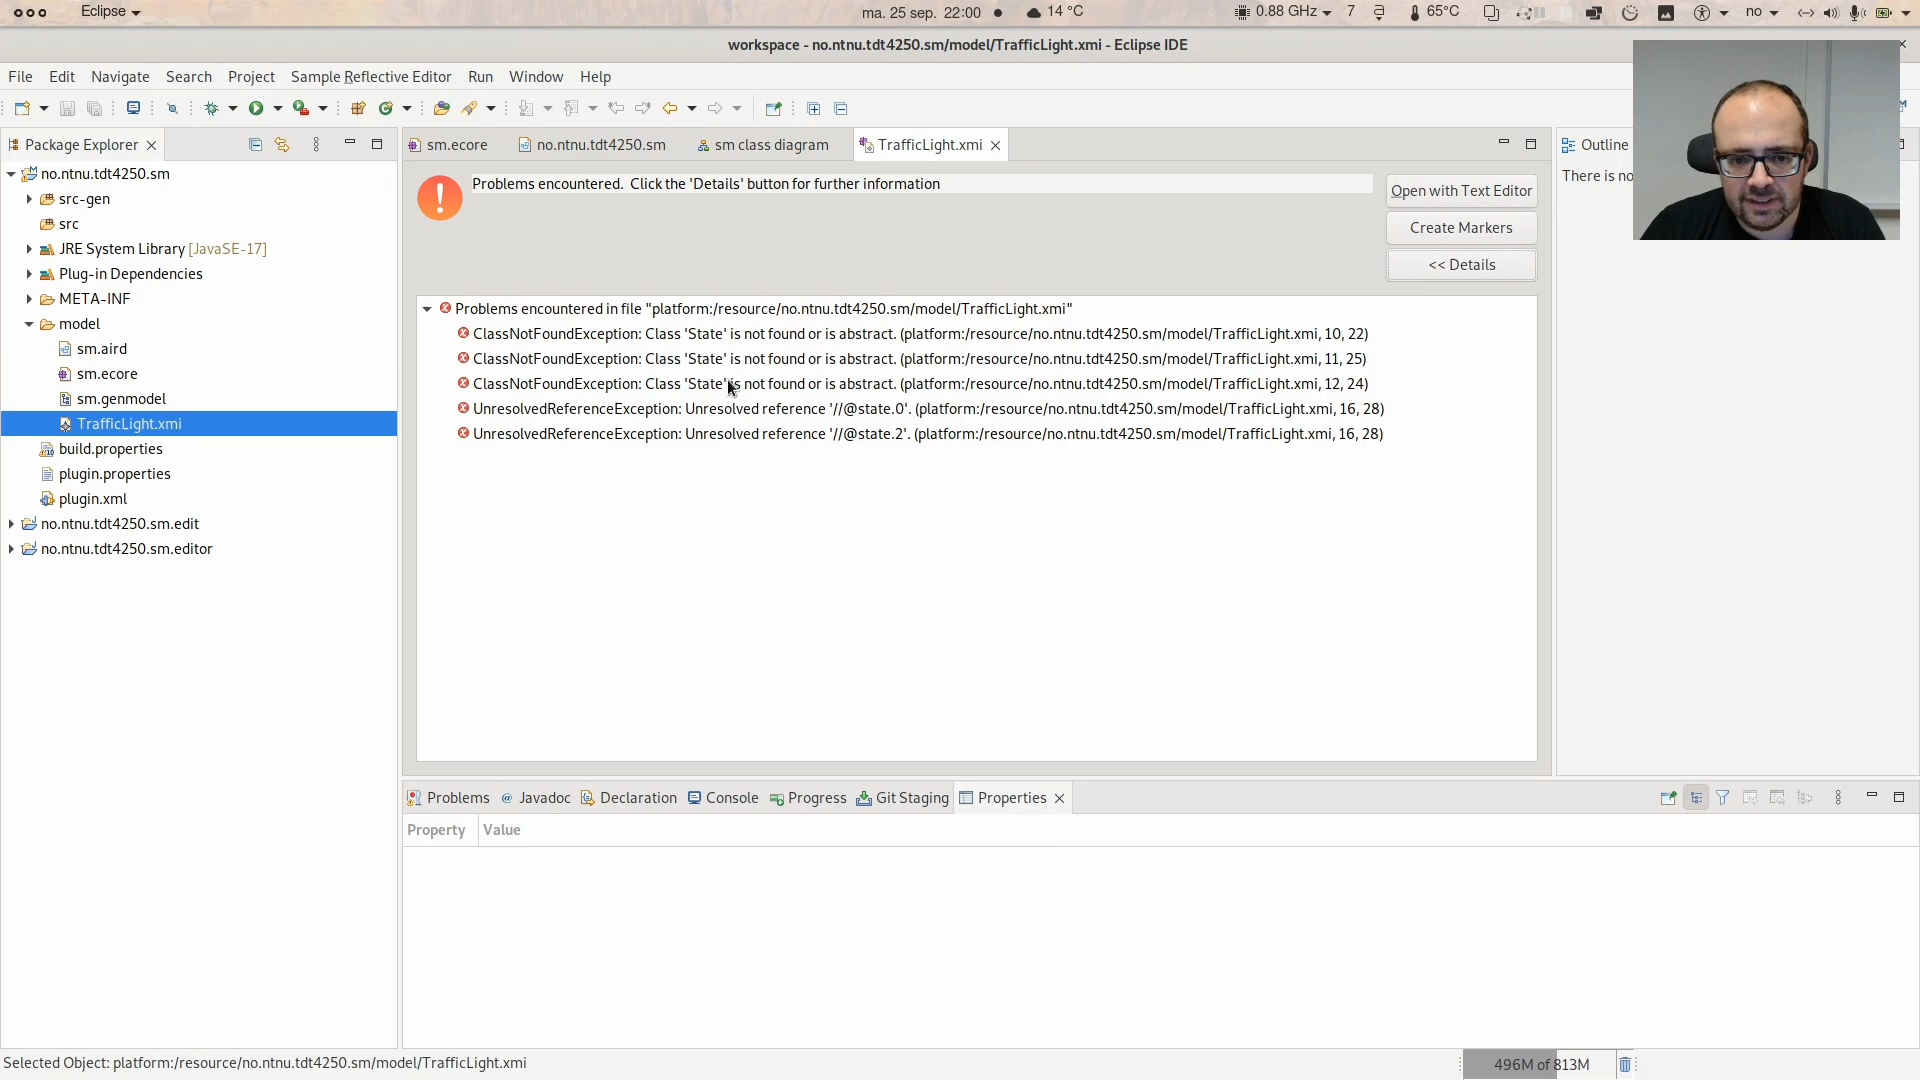 Eclipse
ma. 25 sep. 22:00
14 °C
0.88 GHz
7
65°C
no
workspace - no.ntnu.tdt4250.sm/model/TrafficLight.xmi - Eclipse IDE
File Edit Navigate Search Project Sample Reflective Editor Run Window Help
Package Explorer
sm.ecore
no.ntnu.tdt4250.sm
sm class diagram
TrafficLight.xmi
Outline
There is no
no.ntnu.tdt4250.sm
src-gen
src
JRE System Library [JavaSE-17]
Plug-in Dependencies
META-INF
model
sm.aird
sm.ecore
sm.genmodel
TrafficLight.xmi
build.properties
plugin.properties
plugin.xml
no.ntnu.tdt4250.sm.edit
no.ntnu.tdt4250.sm.editor
Problems encountered.  Click the 'Details' button for further information
Open with Text Editor
Create Markers
<< Details
Problems encountered in file "platform:/resource/no.ntnu.tdt4250.sm/model/TrafficLight.xmi"
ClassNotFoundException: Class 'State' is not found or is abstract. (platform:/resource/no.ntnu.tdt4250.sm/model/TrafficLight.xmi, 10, 22)
ClassNotFoundException: Class 'State' is not found or is abstract. (platform:/resource/no.ntnu.tdt4250.sm/model/TrafficLight.xmi, 11, 25)
ClassNotFoundException: Class 'State' is not found or is abstract. (platform:/resource/no.ntnu.tdt4250.sm/model/TrafficLight.xmi, 12, 24)
UnresolvedReferenceException: Unresolved reference '//@state.0'. (platform:/resource/no.ntnu.tdt4250.sm/model/TrafficLight.xmi, 16, 28)
UnresolvedReferenceException: Unresolved reference '//@state.2'. (platform:/resource/no.ntnu.tdt4250.sm/model/TrafficLight.xmi, 16, 28)
Problems
Javadoc
Declaration
Console
Progress
Git Staging
Properties
Property Value
Selected Object: platform:/resource/no.ntnu.tdt4250.sm/model/TrafficLight.xmi
496M of 813M